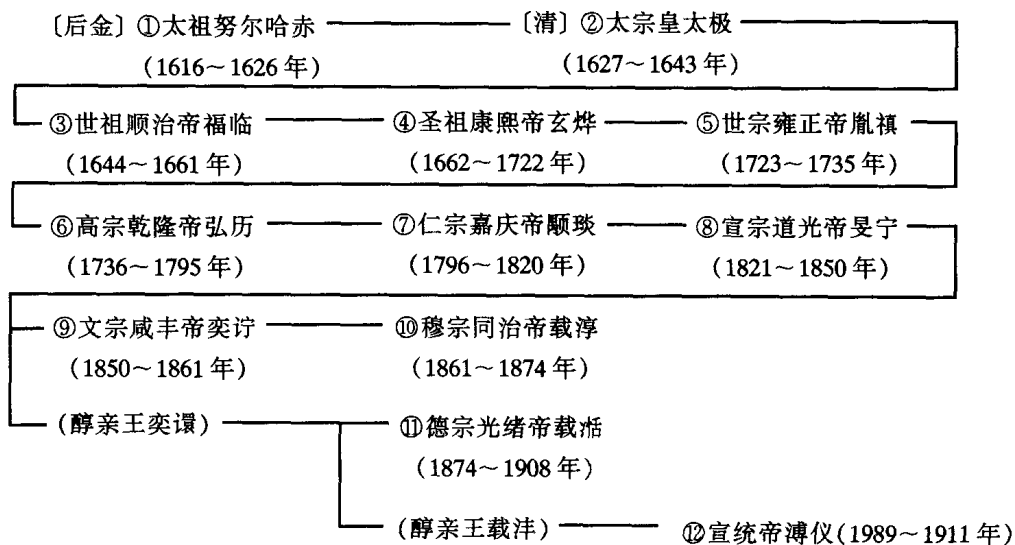 〔后金〕①太祖努尔哈赤 〔清〕②太宗皇太极
(1616～1626年) (1627～1643年)
③世祖顺治帝福临 ④圣祖康熙帝玄烨 ⑤世宗雍正帝胤禛
(1644～1661年) (1662～1722年) (1723～1735年)
⑥高宗乾隆帝弘历 ⑦仁宗嘉庆帝颙琰 ⑧宣宗道光帝旻宁
(1736～1795年) (1796～1820年) (1821～1850年)
⑨文宗咸丰帝奕𬣞 ⑩穆宗同治帝载淳
(1850～1861年) (1861～1874年)
(醇亲王奕譞) ⑪德宗光绪帝载湉
(1874～1908年)
(醇亲王载沣) ⑫宣统帝溥仪(1989～1911年)